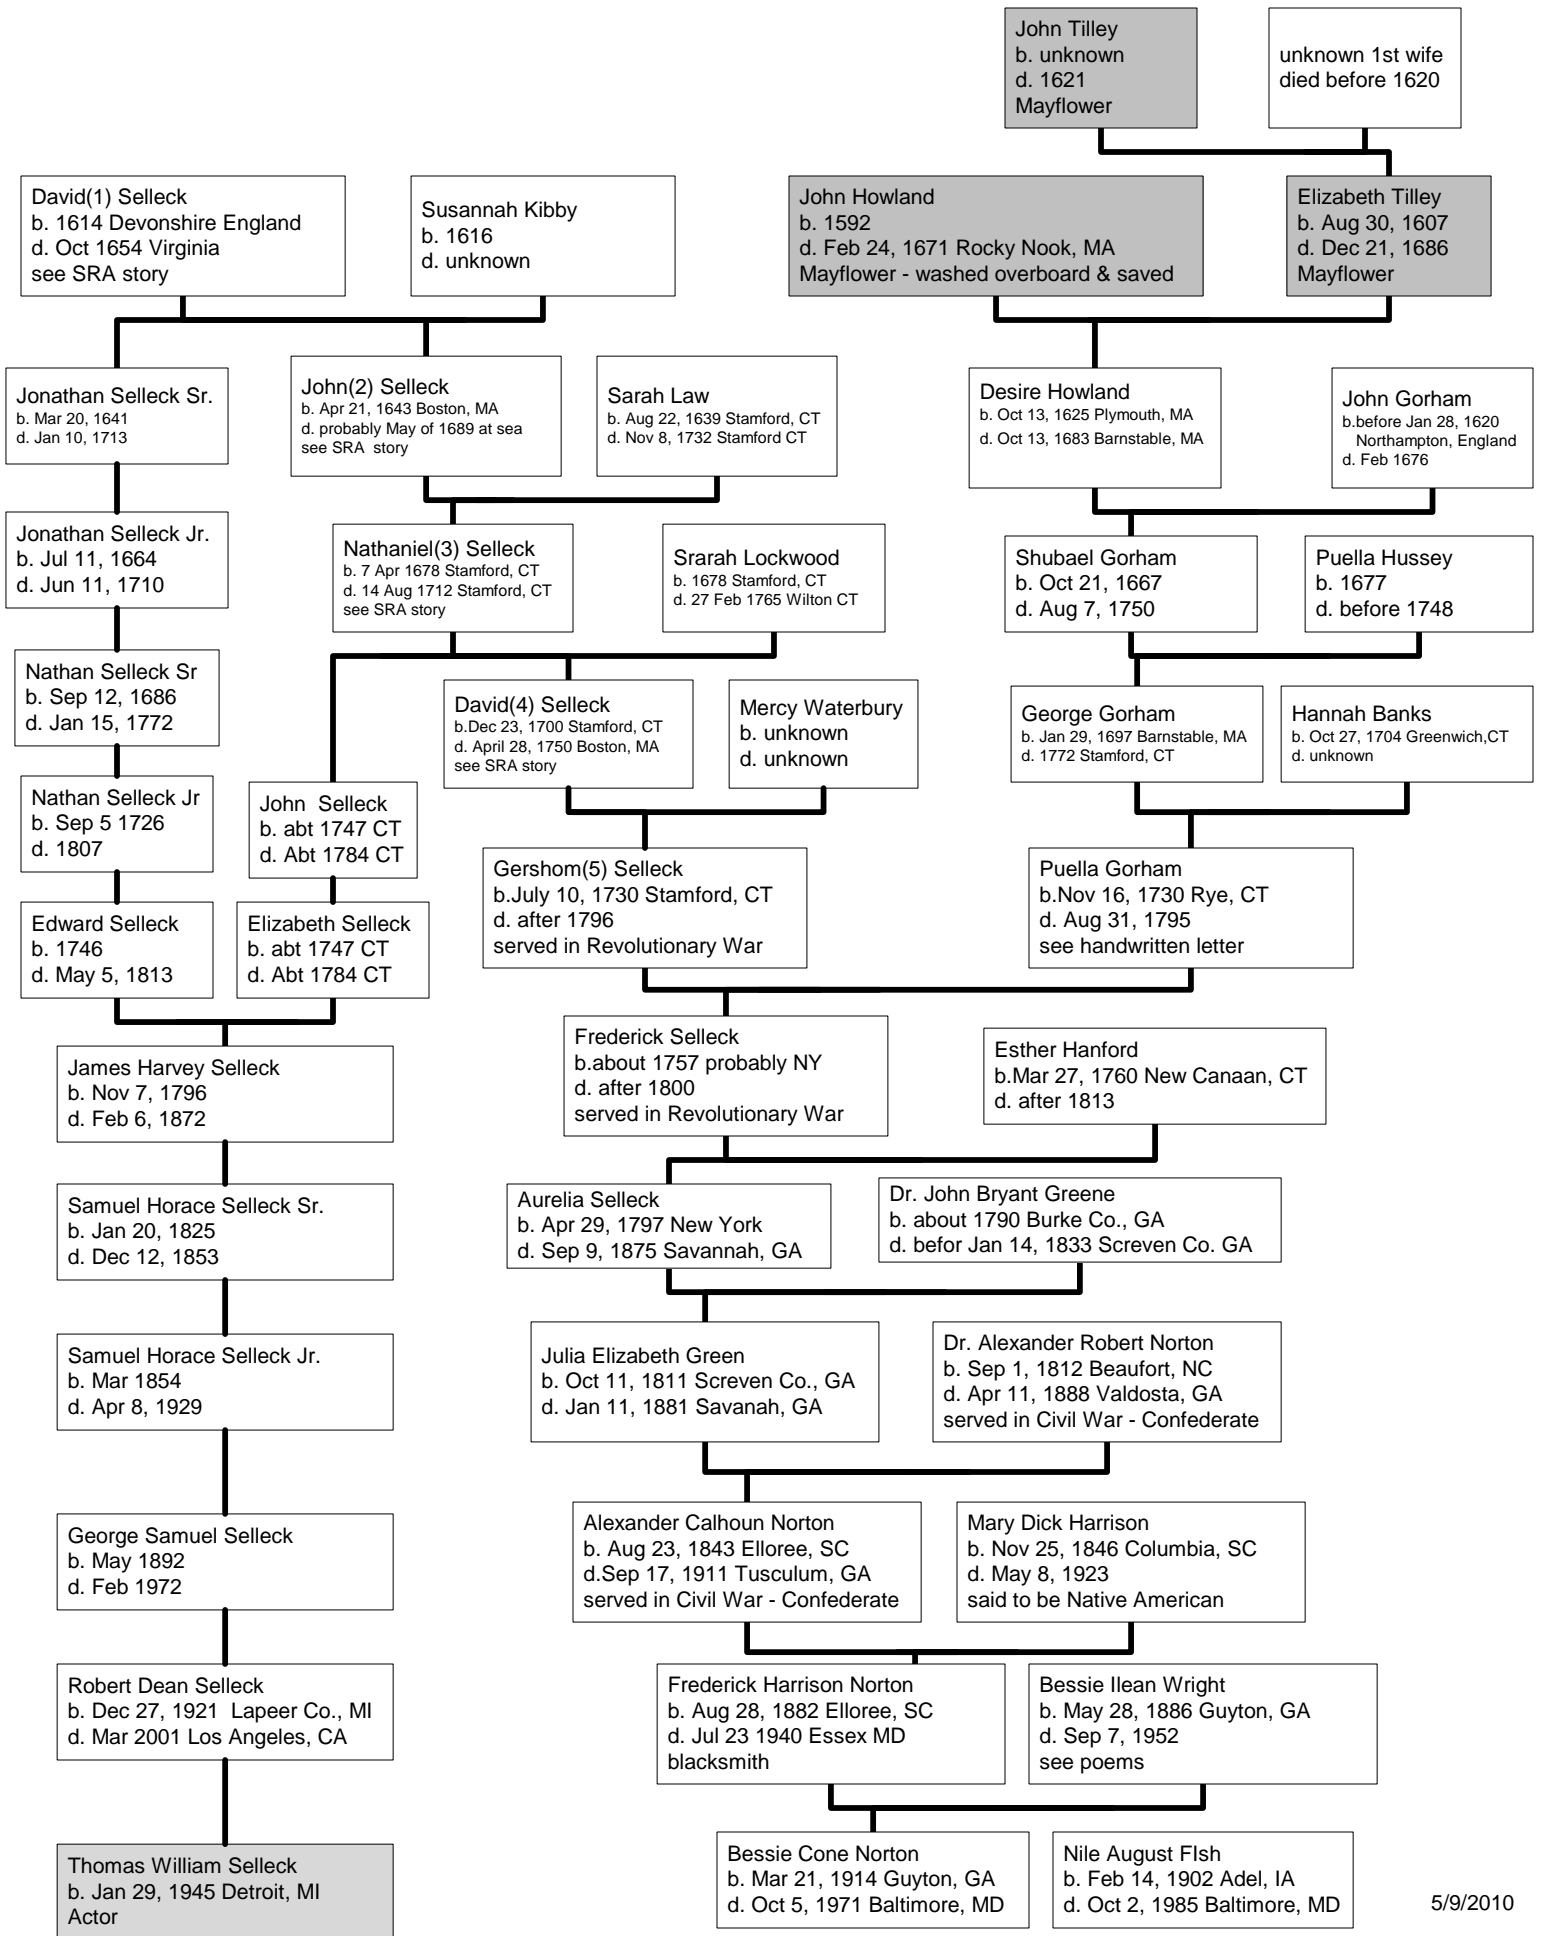 John Tilley
b. unknown
d. 1621
Mayflower
unknown 1st wife
died before 1620
David(1) Selleck
b. 1614 Devonshire England
d. Oct 1654 Virginia
see SRA story
Susannah Kibby
b. 1616
d. unknown
John Howland
b. 1592
d. Feb 24, 1671 Rocky Nook, MA
Mayflower - washed overboard & saved
Elizabeth Tilley
b. Aug 30, 1607
d. Dec 21, 1686
Mayflower
Jonathan Selleck Sr.
b. Mar 20, 1641
d. Jan 10, 1713
John(2) Selleck
b. Apr 21, 1643 Boston, MA
d. probably May of 1689 at sea
see SRA  story
Sarah Law
b. Aug 22, 1639 Stamford, CT
d. Nov 8, 1732 Stamford CT
Desire Howland
b. Oct 13, 1625 Plymouth, MA
d. Oct 13, 1683 Barnstable, MA
John Gorham
b.before Jan 28, 1620
Northampton, England
d. Feb 1676
Jonathan Selleck Jr.
b. Jul 11, 1664
d. Jun 11, 1710
Nathaniel(3) Selleck
b. 7 Apr 1678 Stamford, CT
d. 14 Aug 1712 Stamford, CT
see SRA story
Srarah Lockwood
b. 1678 Stamford, CT
d. 27 Feb 1765 Wilton CT
Shubael Gorham
b. Oct 21, 1667
d. Aug 7, 1750
Puella Hussey
b. 1677
d. before 1748
Nathan Selleck Sr
b. Sep 12, 1686
d. Jan 15, 1772
David(4) Selleck
b.Dec 23, 1700 Stamford, CT
d. April 28, 1750 Boston, MA
see SRA story
Mercy Waterbury
b. unknown
d. unknown
George Gorham
b. Jan 29, 1697 Barnstable, MA
d. 1772 Stamford, CT
Hannah Banks
b. Oct 27, 1704 Greenwich,CT
d. unknown
Nathan Selleck Jr
b. Sep 5 1726
d. 1807
John  Selleck
b. abt 1747 CT
d. Abt 1784 CT
Gershom(5) Selleck
b.July 10, 1730 Stamford, CT
d. after 1796
served in Revolutionary War
Puella Gorham
b.Nov 16, 1730 Rye, CT
d. Aug 31, 1795
see handwritten letter
Edward Selleck
b. 1746
d. May 5, 1813
Elizabeth Selleck
b. abt 1747 CT
d. Abt 1784 CT
Frederick Selleck
b.about 1757 probably NY
d. after 1800
served in Revolutionary War
Esther Hanford
b.Mar 27, 1760 New Canaan, CT
d. after 1813
James Harvey Selleck
b. Nov 7, 1796
d. Feb 6, 1872
Aurelia Selleck
b. Apr 29, 1797 New York
d. Sep 9, 1875 Savannah, GA
Dr. John Bryant Greene
b. about 1790 Burke Co., GA
d. befor Jan 14, 1833 Screven Co. GA
Samuel Horace Selleck Sr.
b. Jan 20, 1825
d. Dec 12, 1853
Julia Elizabeth Green
b. Oct 11, 1811 Screven Co., GA
d. Jan 11, 1881 Savanah, GA
Dr. Alexander Robert Norton
b. Sep 1, 1812 Beaufort, NC
d. Apr 11, 1888 Valdosta, GA
served in Civil War - Confederate
Samuel Horace Selleck Jr.
b. Mar 1854
d. Apr 8, 1929
Alexander Calhoun Norton
b. Aug 23, 1843 Elloree, SC
d.Sep 17, 1911 Tusculum, GA
served in Civil War - Confederate
Mary Dick Harrison
b. Nov 25, 1846 Columbia, SC
d. May 8, 1923
said to be Native American
George Samuel Selleck
b. May 1892
d. Feb 1972
Frederick Harrison Norton
b. Aug 28, 1882 Elloree, SC
d. Jul 23 1940 Essex MD
blacksmith
Bessie Ilean Wright
b. May 28, 1886 Guyton, GA
d. Sep 7, 1952
see poems
Robert Dean Selleck
b. Dec 27, 1921  Lapeer Co., MI
d. Mar 2001 Los Angeles, CA
Thomas William Selleck
b. Jan 29, 1945 Detroit, MI
Actor
Bessie Cone Norton
b. Mar 21, 1914 Guyton, GA
d. Oct 5, 1971 Baltimore, MD
Nile August FIsh
b. Feb 14, 1902 Adel, IA
d. Oct 2, 1985 Baltimore, MD
5/9/2010